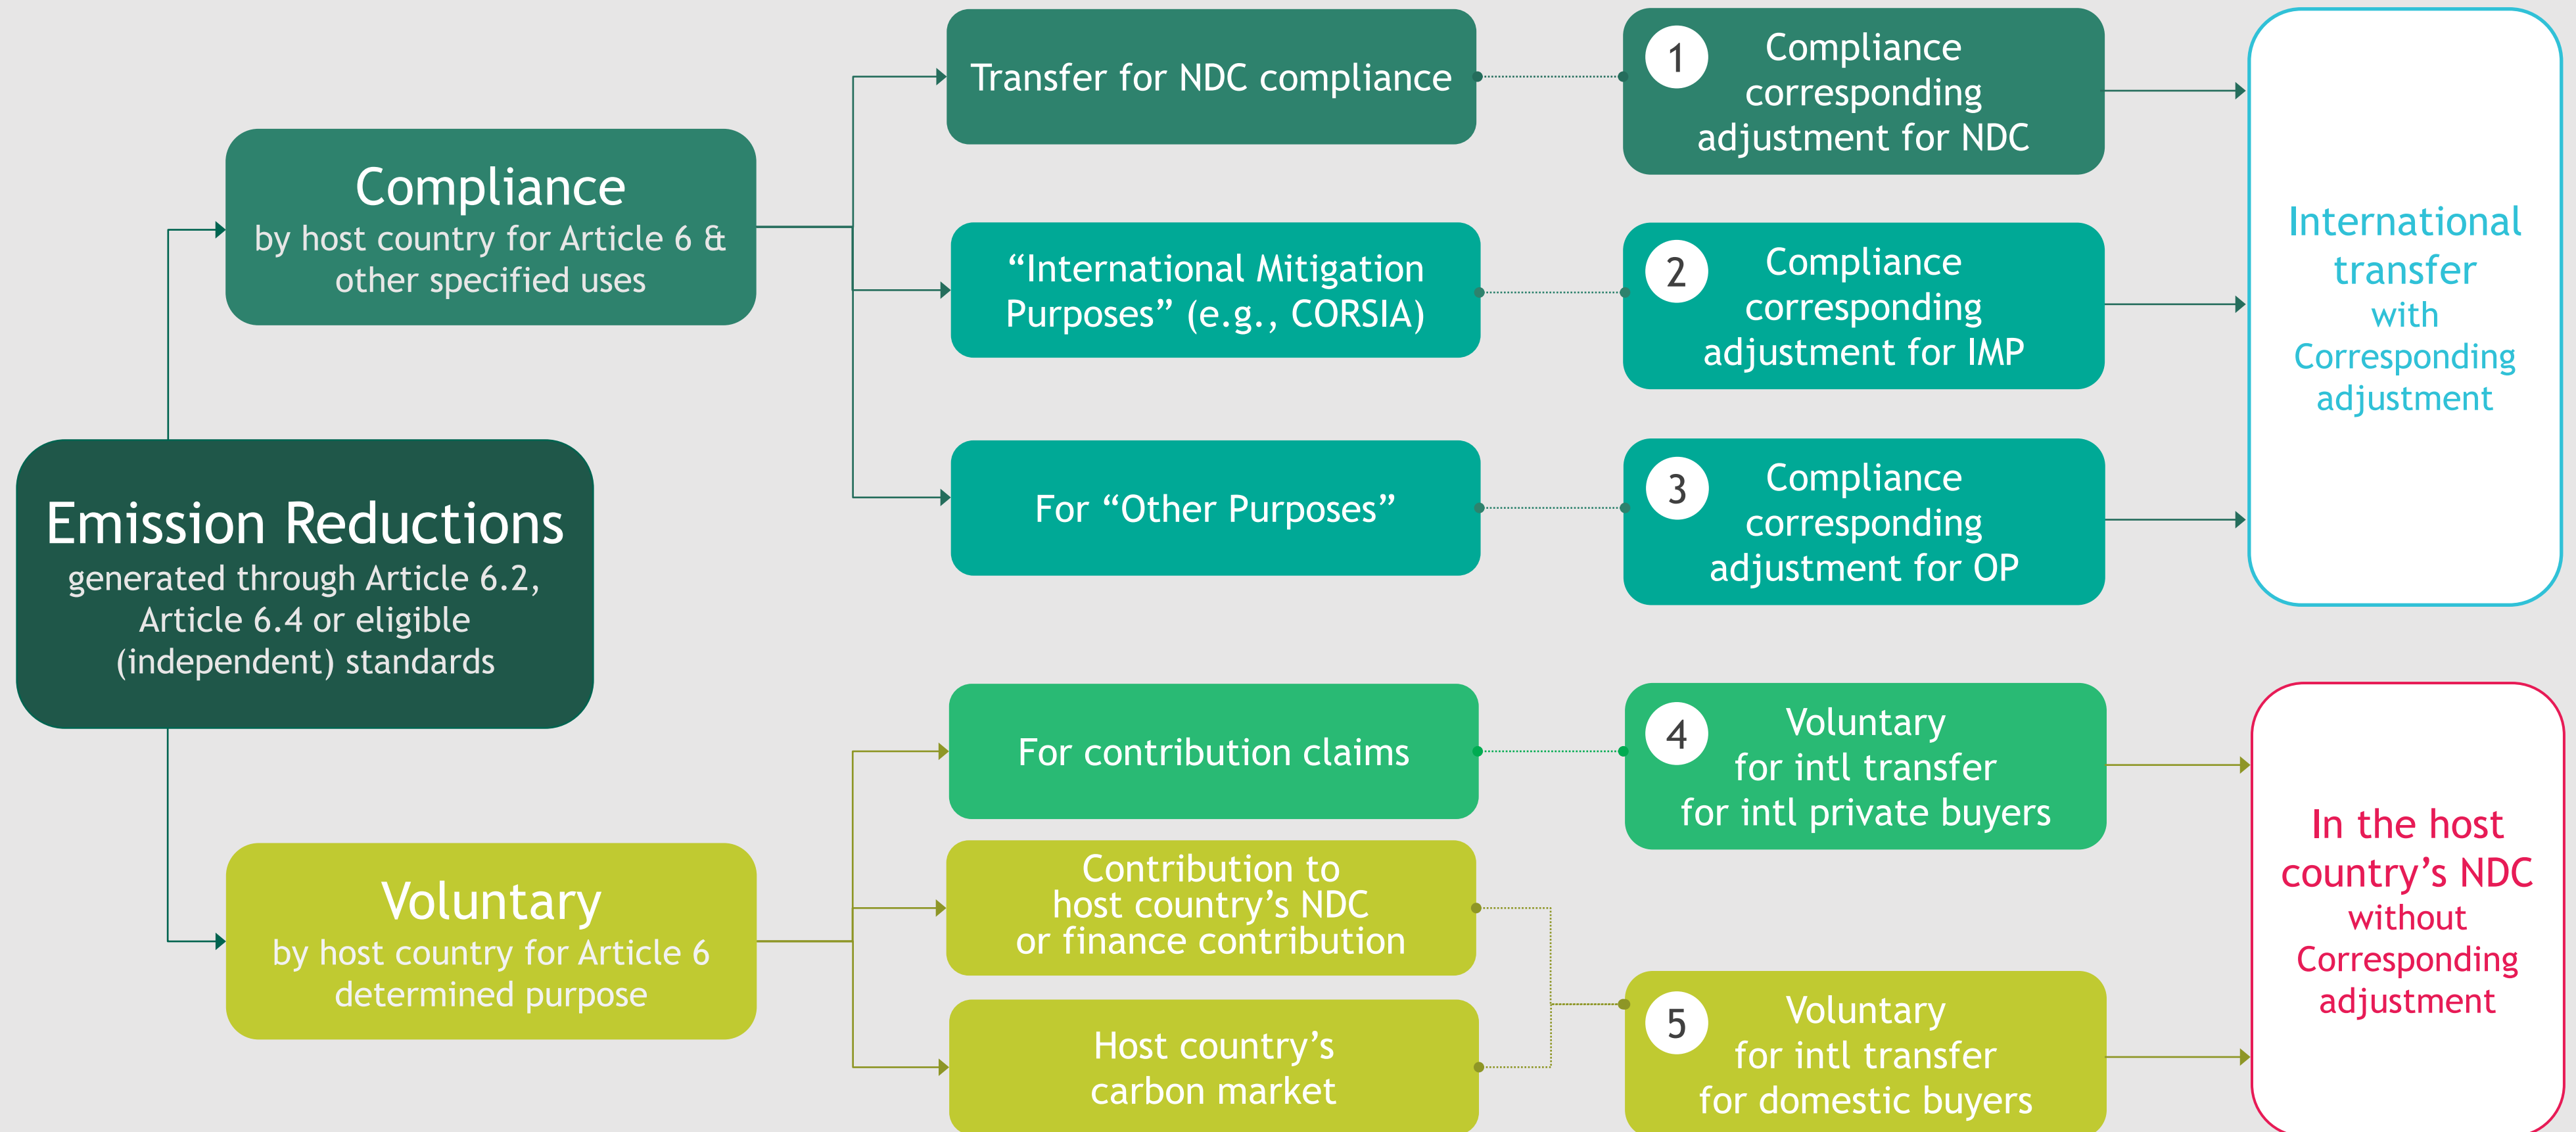 Emission Reductions
generated through Article 6.2,
Article 6.4 or eligible
(independent) standards
Compliance
by host country for Article 6 &
other specified uses
Transfer for NDC compliance
1
Compliance
corresponding
adjustment for NDC
“International Mitigation
Purposes” (e.g., CORSIA)
2
Compliance
corresponding
adjustment for IMP
For “Other Purposes”
3
Compliance
corresponding
adjustment for OP
International
transfer
with
Corresponding
adjustment
Voluntary
by host country for Article 6
determined purpose
For contribution claims
4
Voluntary
for intl transfer
for intl private buyers
Contribution to
host country’s NDC
or finance contribution
Host country’s
carbon market
5
Voluntary
for intl transfer
for domestic buyers
In the host
country’s NDC
without
Corresponding
adjustment